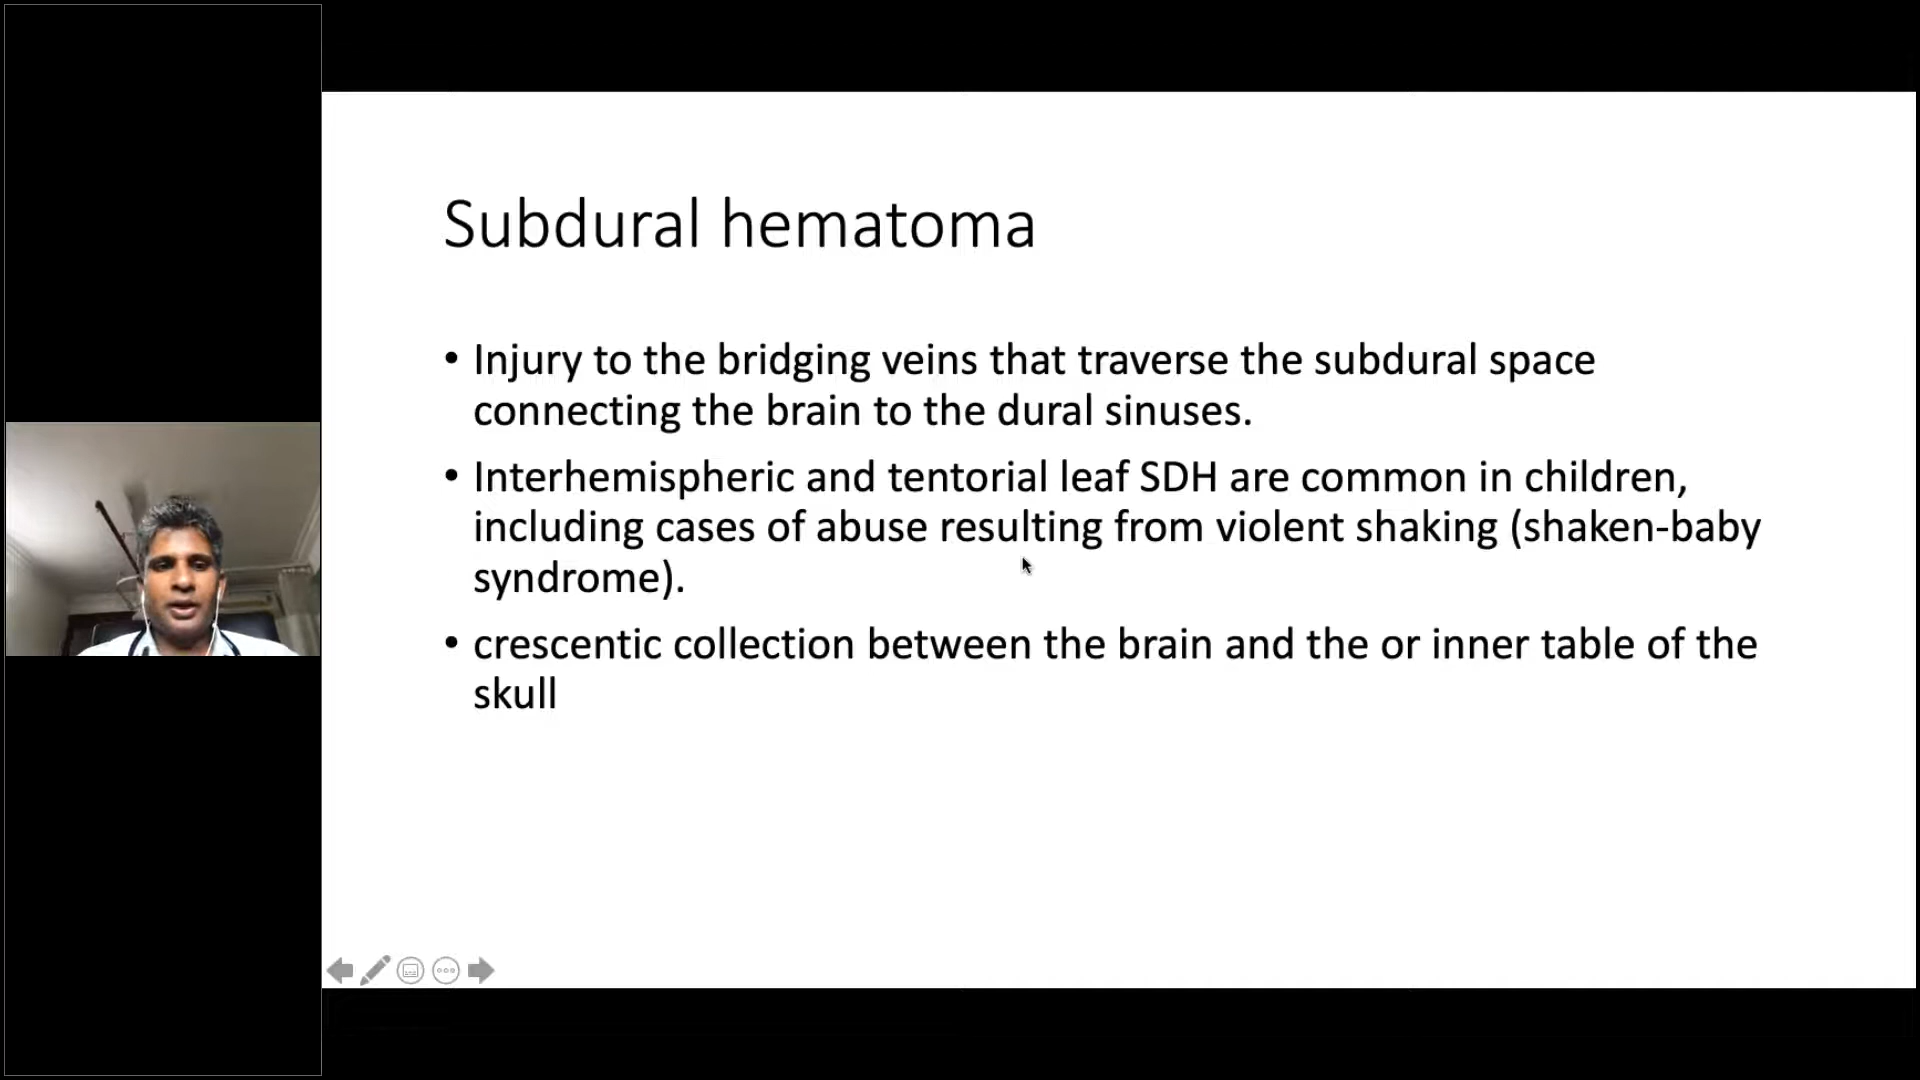 Subdural hematoma
• Injury to the bridging veins that traverse the subdural space
connecting the brain to the dural sinuses.
• Interhemispheric and tentorial leaf SDH are common in children,
including cases of abuse resulting from violent shaking (shaken-baby
syndrome).
• crescentic collection between the brain and the or inner table of the
skull